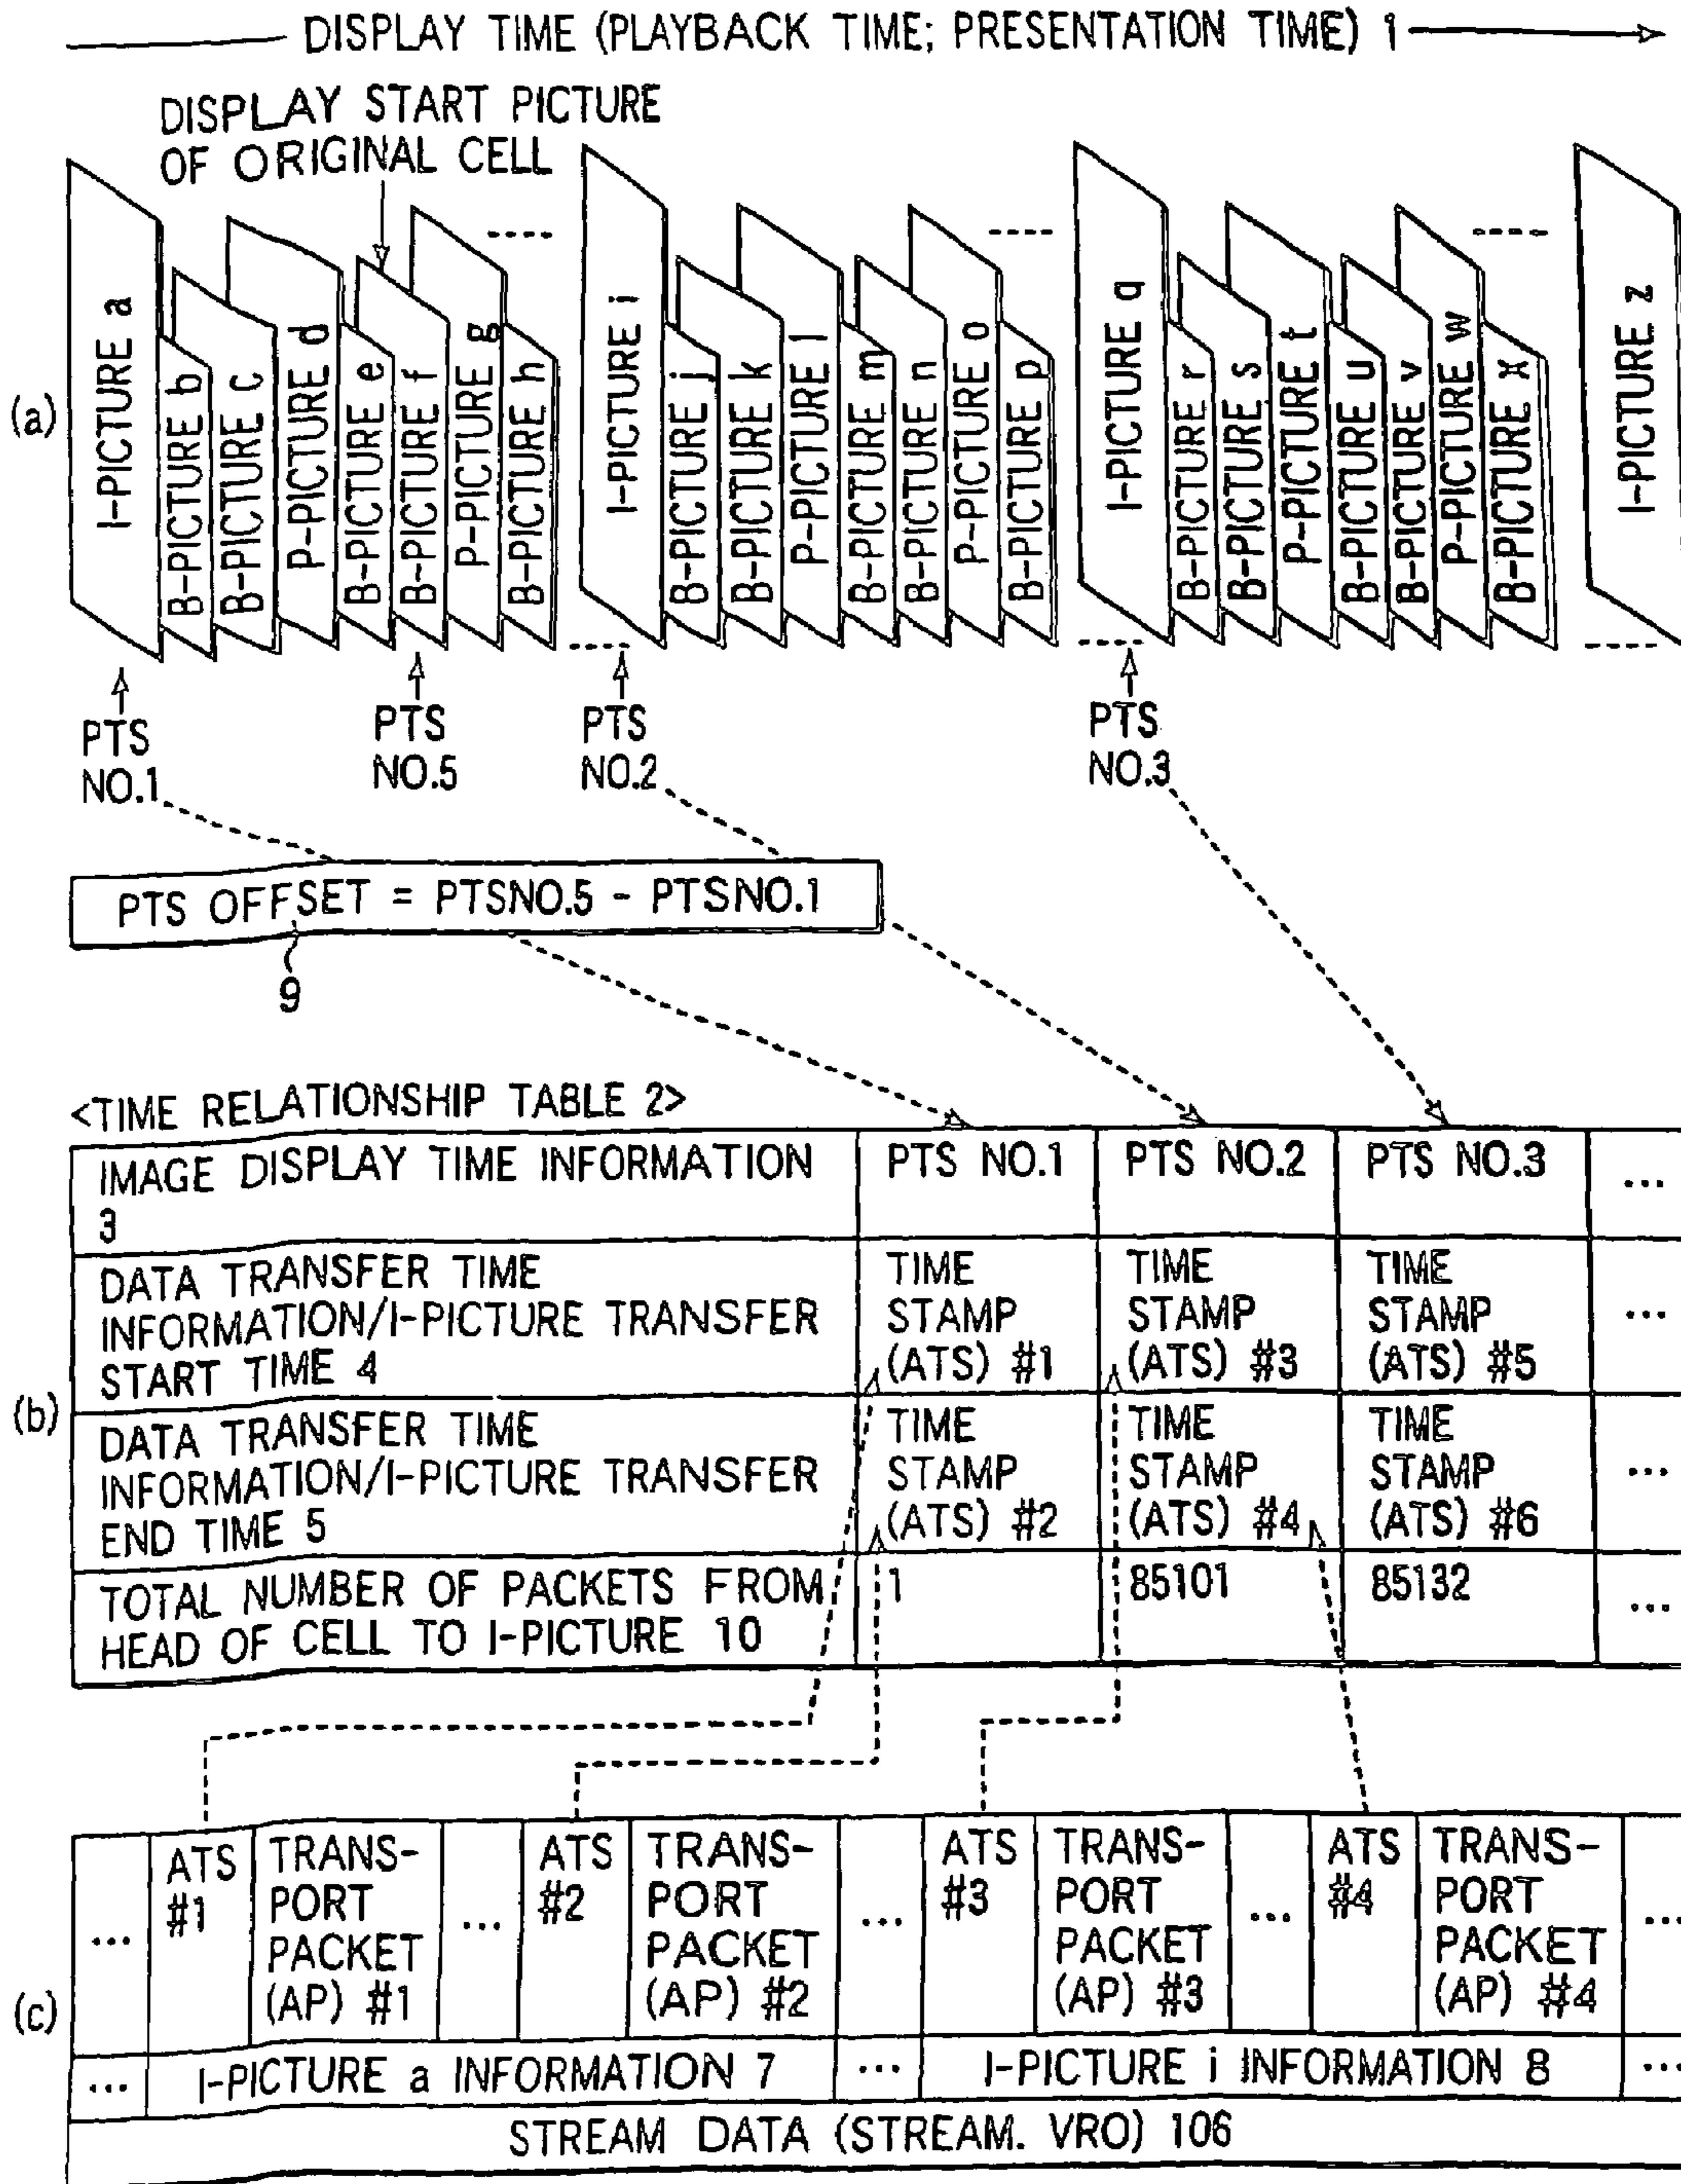 DISPLAY TIME (PLAYBACK TIME; PRESENTATION TIME) 1
DISPLAY START PICTURE
OF ORIGINAL CELL
(a)
I-PICTURE a
B-PICTURE b
B-PICTURE c
P-PICTURE d
B-PICTURE e
B-PICTURE f
P-PICTURE g
B-PICTURE h
I-PICTURE i
B-PICTURE j
B-PICTURE k
P-PICTURE l
B-PICTURE m
B-PICTURE n
P-PICTURE o
B-PICTURE p
I-PICTURE q
B-PICTURE r
B-PICTURE s
P-PICTURE t
B-PICTURE u
B-PICTURE v
P-PICTURE w
B-PICTURE x
I-PICTURE z
PTS
NO.1
PTS
NO.5
PTS
NO.2
PTS
NO.3
PTS OFFSET = PTSNO.5 - PTSNO.1
9
<TIME RELATIONSHIP TABLE 2>
(b)
IMAGE DISPLAY TIME INFORMATION
3
PTS NO.1
PTS NO.2
PTS NO.3
...
DATA TRANSFER TIME
INFORMATION/I-PICTURE TRANSFER
START TIME 4
TIME
STAMP
(ATS) #1
TIME
STAMP
(ATS) #3
TIME
STAMP
(ATS) #5
...
DATA TRANSFER TIME
INFORMATION/I-PICTURE TRANSFER
END TIME 5
TIME
STAMP
(ATS) #2
TIME
STAMP
(ATS) #4
TIME
STAMP
(ATS) #6
...
TOTAL NUMBER OF PACKETS FROM
HEAD OF CELL TO I-PICTURE 10
1
85101
85132
...
(c)
...
ATS
#1
TRANS-
PORT
PACKET
(AP) #1
...
ATS
#2
TRANS-
PORT
PACKET
(AP) #2
...
ATS
#3
TRANS-
PORT
PACKET
(AP) #3
...
ATS
#4
TRANS-
PORT
PACKET
(AP) #4
...
...
I-PICTURE a INFORMATION 7
...
I-PICTURE i INFORMATION 8
...
STREAM DATA (STREAM. VRO) 106